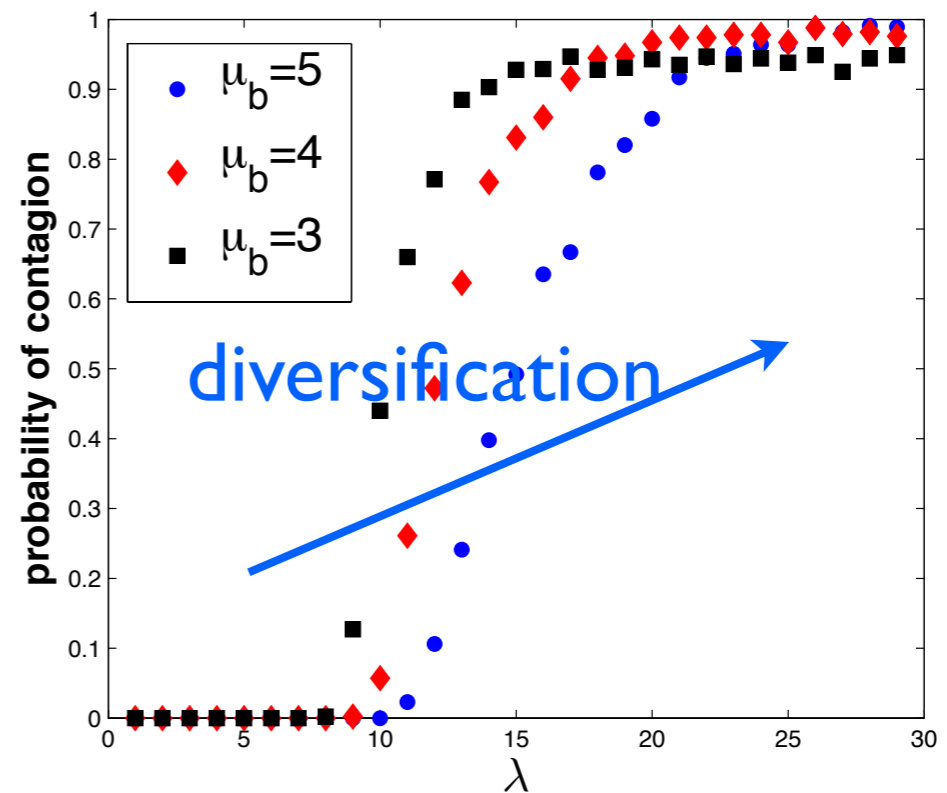 μb=5
μb=4
μb=3
diversification
probability of contagion
1
0.9
0.8
0.7
0.6
0.5
0.4
0.3
0.2
0.1
0
0 5 10 15 20 25 30
λ